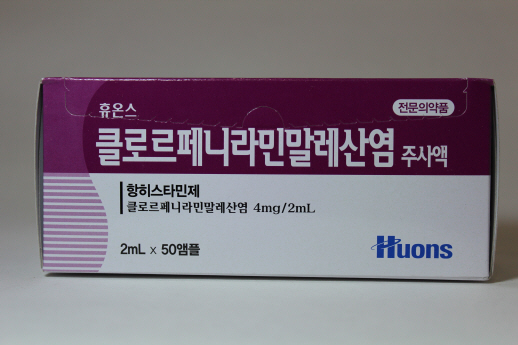 휴온스
전문의약품
클로르페니라민말레산염 주사액
항히스타민제
클로르페니라민말레산염 4mg/2mL
2mL x 50앰플
Huons